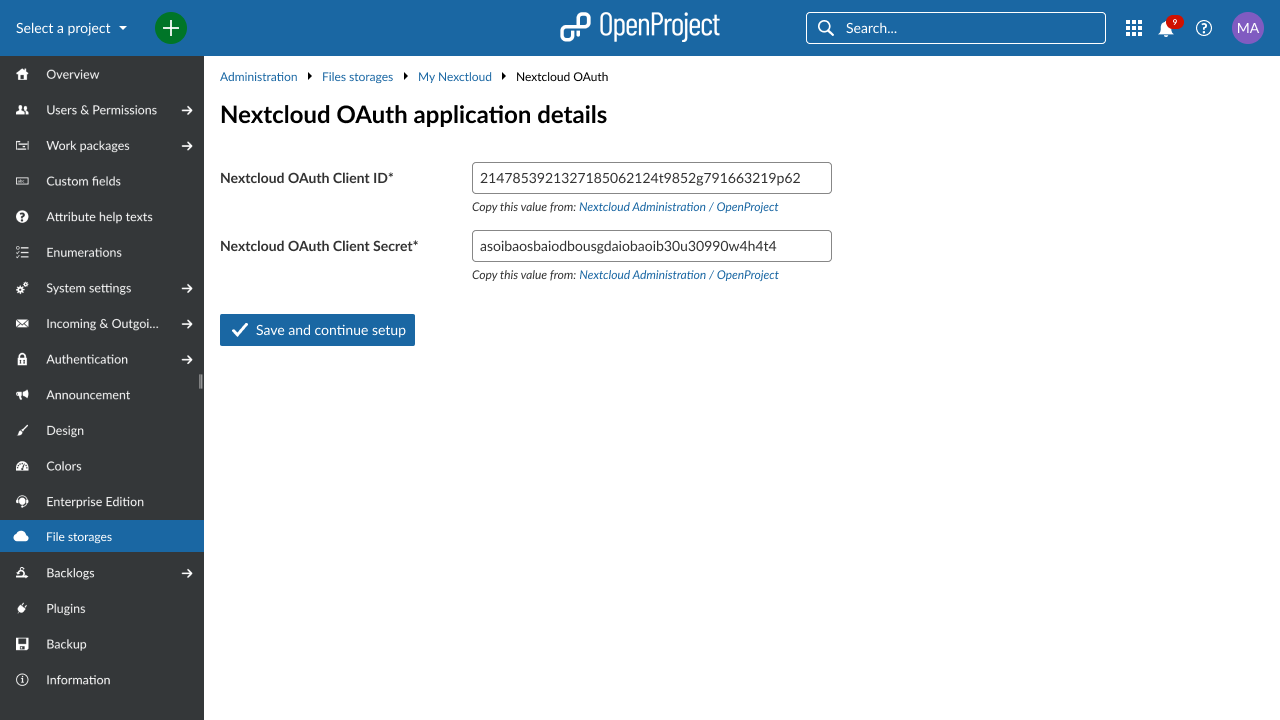 Select a project
OpenProject
Search...
9
MA
Overview
Users & Permissions
Work packages
Custom fields
Attribute help texts
Enumerations
System settings
Incoming & Outgoi...
Authentication
Announcement
Design
Colors
Enterprise Edition
File storages
Backlogs
Plugins
Backup
Information
Administration Files storages My Nexctloud Nextcloud OAuth
Nextcloud OAuth application details
Nextcloud OAuth Client ID* 2147853921327185062124t9852g791663219p62
Copy this value from: Nextcloud Administration / OpenProject
Nextcloud OAuth Client Secret* asoibaosbaiodbousgdaiobaoib30u30990w4h4t4
Copy this value from: Nextcloud Administration / OpenProject
Save and continue setup